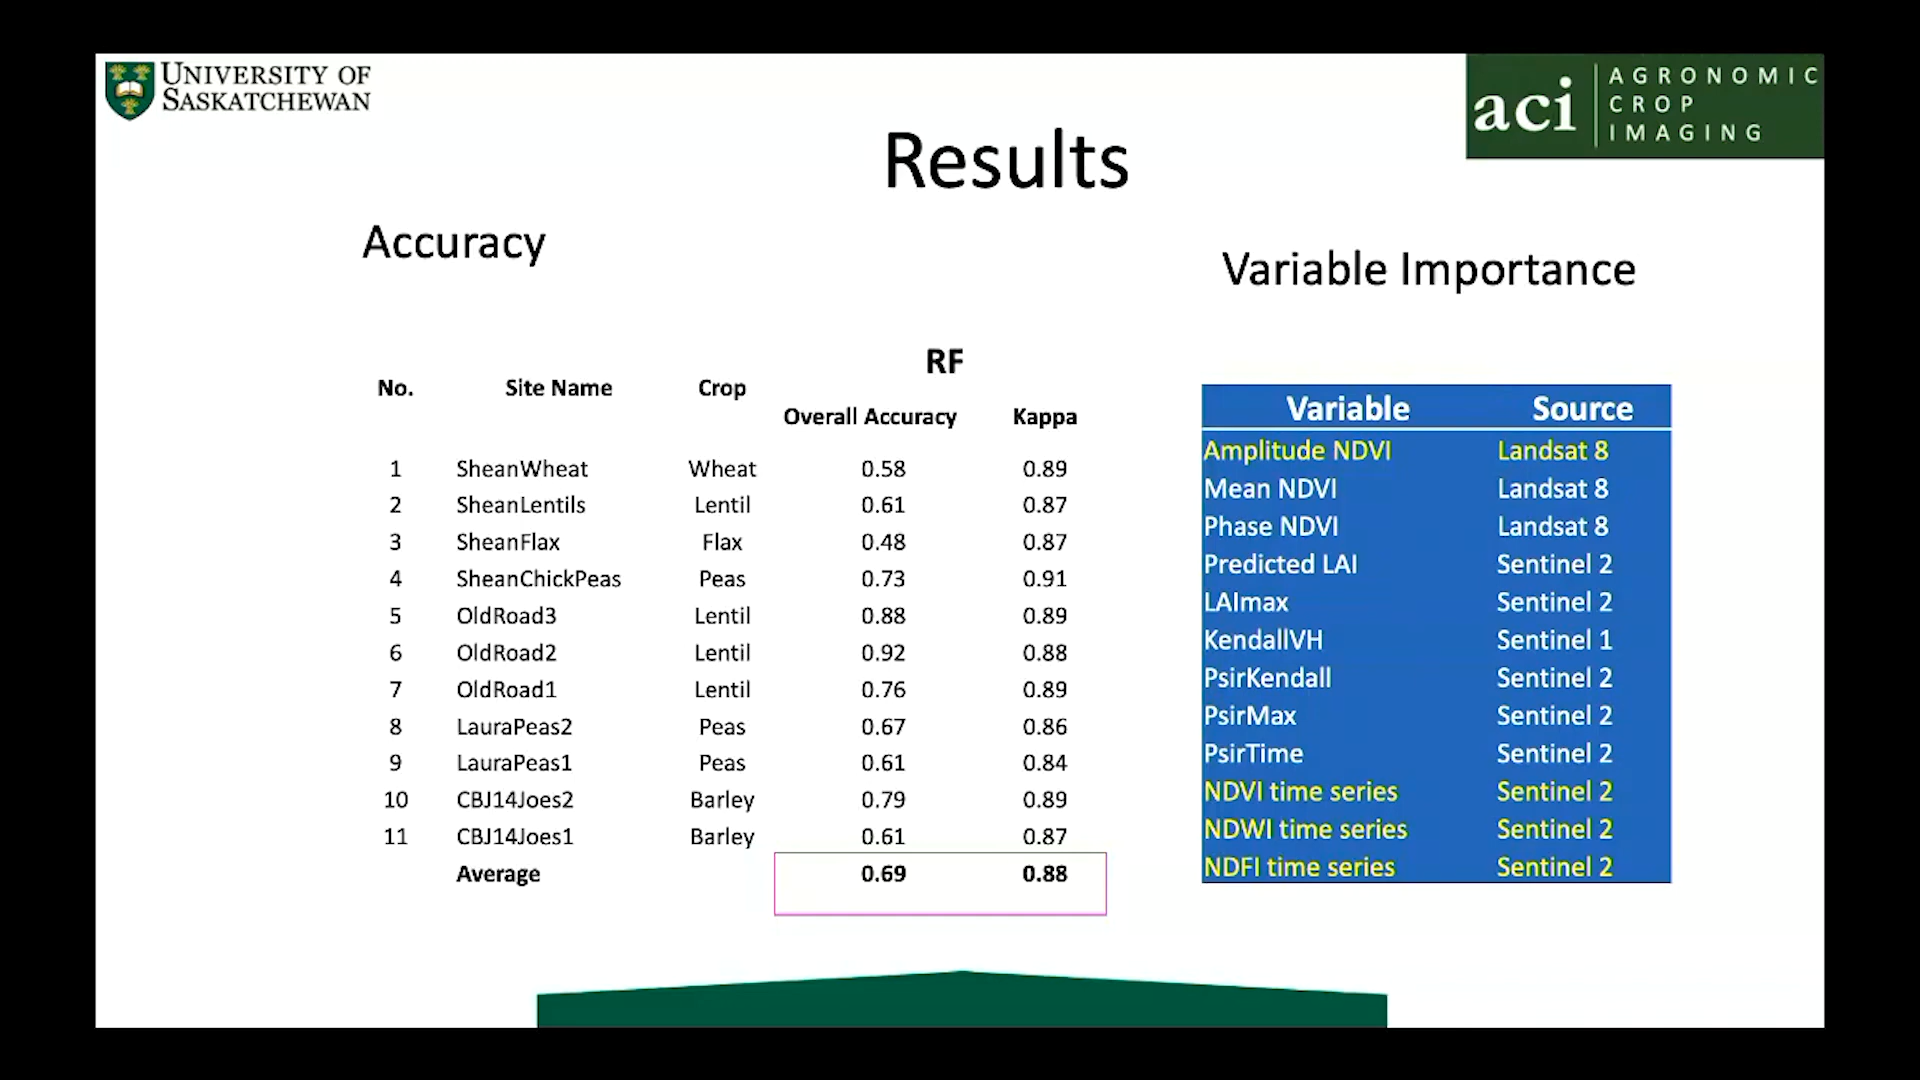 UNIVERSITY OF
SASKATCHEWAN
aci
AGRONOMIC
CROP
IMAGING
Results
Accuracy
Variable Importance
RF
No. Site Name Crop
Overall Accuracy Kappa
1 SheanWheat Wheat 0.58 0.89
2 SheanLentils Lentil 0.61 0.87
3 SheanFlax Flax 0.48 0.87
4 SheanChickPeas Peas 0.73 0.91
5 OldRoad3 Lentil 0.88 0.89
6 OldRoad2 Lentil 0.92 0.88
7 OldRoad1 Lentil 0.76 0.89
8 LauraPeas2 Peas 0.67 0.86
9 LauraPeas1 Peas 0.61 0.84
10 CBJ14Joes2 Barley 0.79 0.89
11 CBJ14Joes1 Barley 0.61 0.87
Average 0.69 0.88
Variable Source
Amplitude NDVI Landsat 8
Mean NDVI Landsat 8
Phase NDVI Landsat 8
Predicted LAI Sentinel 2
LAImax Sentinel 2
KendallVH Sentinel 1
PsirKendall Sentinel 2
PsirMax Sentinel 2
PsirTime Sentinel 2
NDVI time series Sentinel 2
NDWI time series Sentinel 2
NDFI time series Sentinel 2